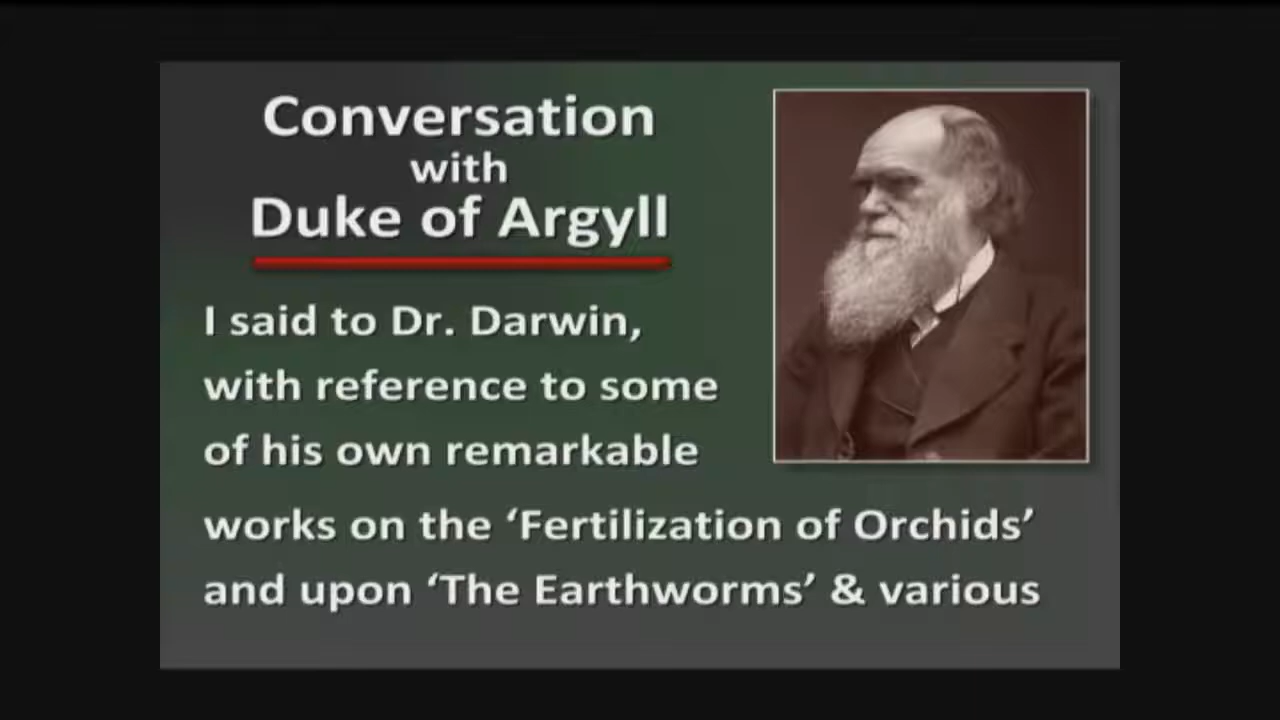 Conversation
with
Duke of Argyll
I said to Dr. Darwin,
with reference to some
of his own remarkable
works on the ‘Fertilization of Orchids’
and upon ‘The Earthworms’ & various